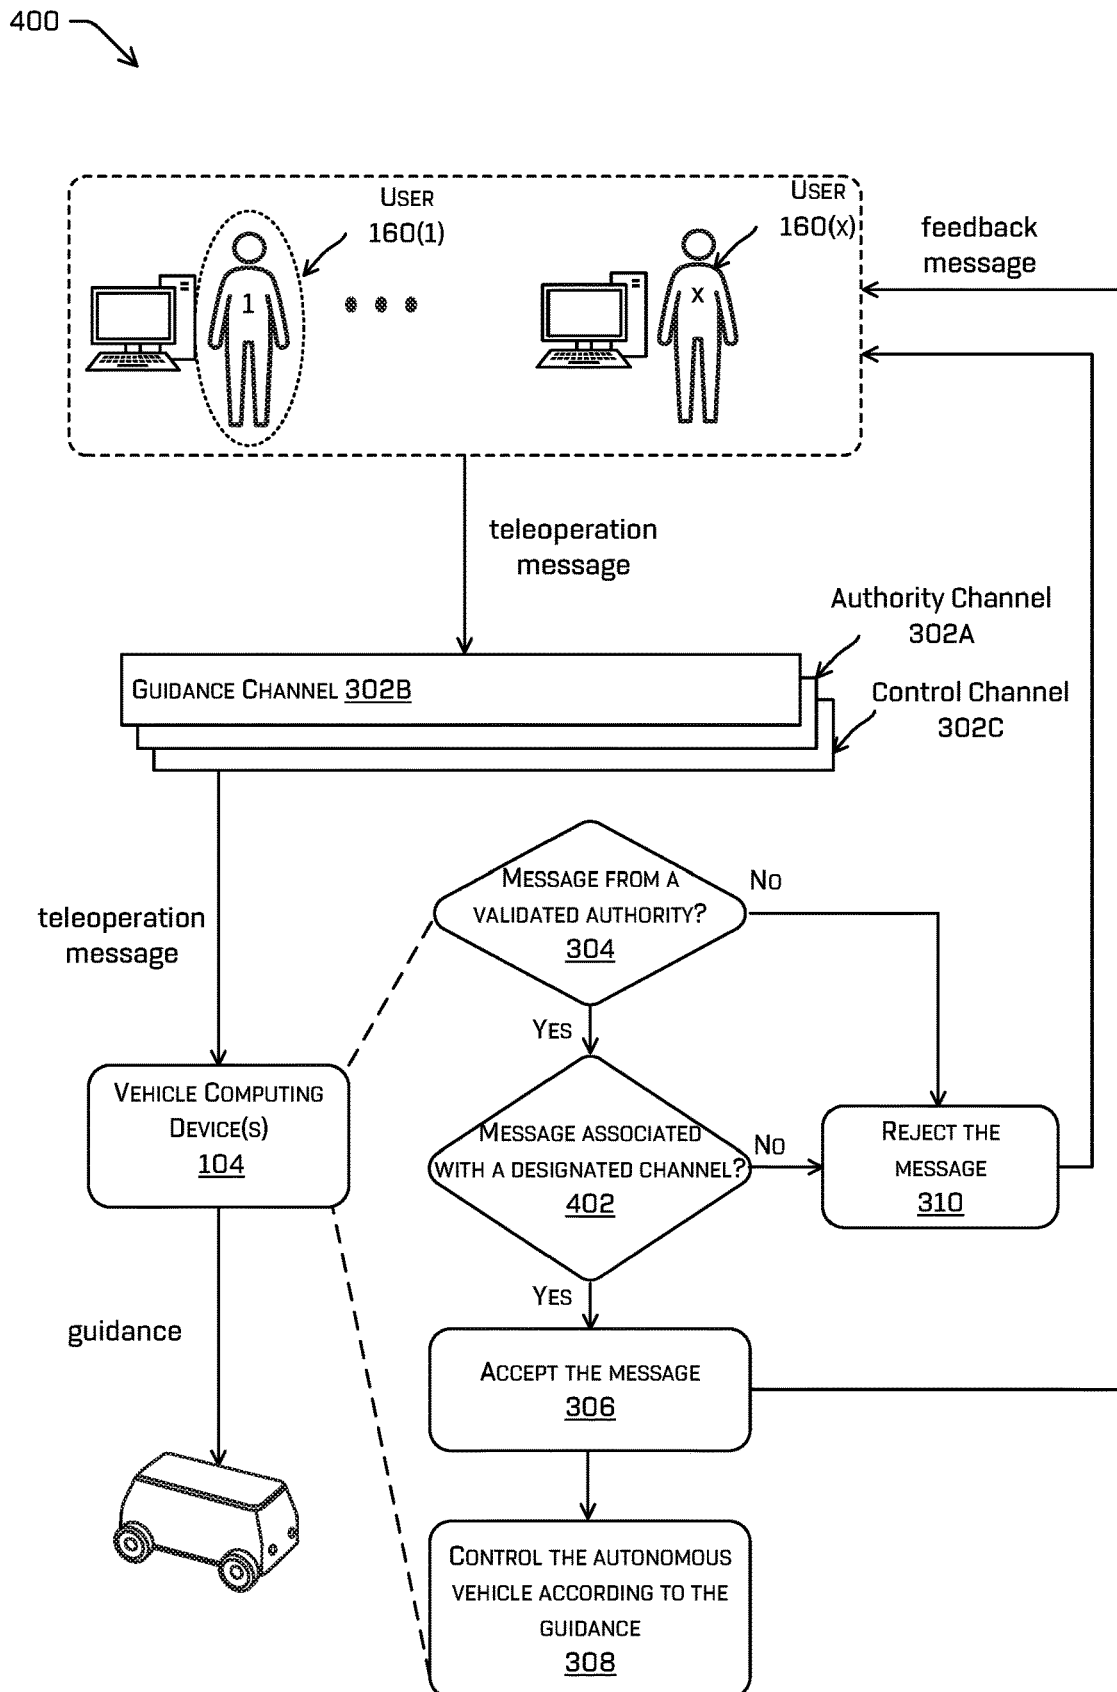 400
USER
160(1)
USER
160(X)
1
X
feedback
message
teleoperation
message
Authority Channel
302A
GUIDANCE CHANNEL 302B
Control Channel
302C
MESSAGE FROM A
VALIDATED AUTHORITY?
304
NO
teleoperation
message
YES
VEHICLE COMPUTING
DEVICE(S)
104
MESSAGE ASSOCIATED
WITH A DESIGNATED CHANNEL?
402
NO
REJECT THE
MESSAGE
310
YES
guidance
ACCEPT THE MESSAGE
306
CONTROL THE AUTONOMOUS
VEHICLE ACCORDING TO THE
GUIDANCE
308